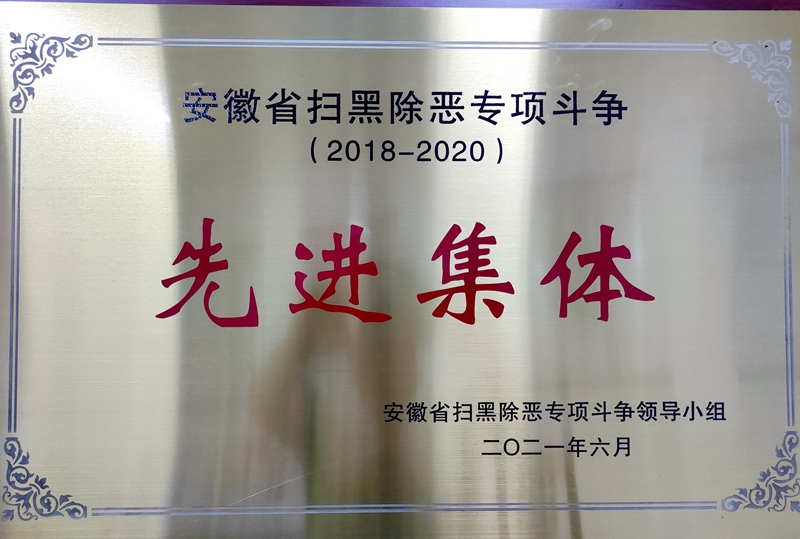 安徽省扫黑除恶专项斗争
（2018-2020）
先进集体
安徽省扫黑除恶专项斗争领导小组
二〇二一年六月